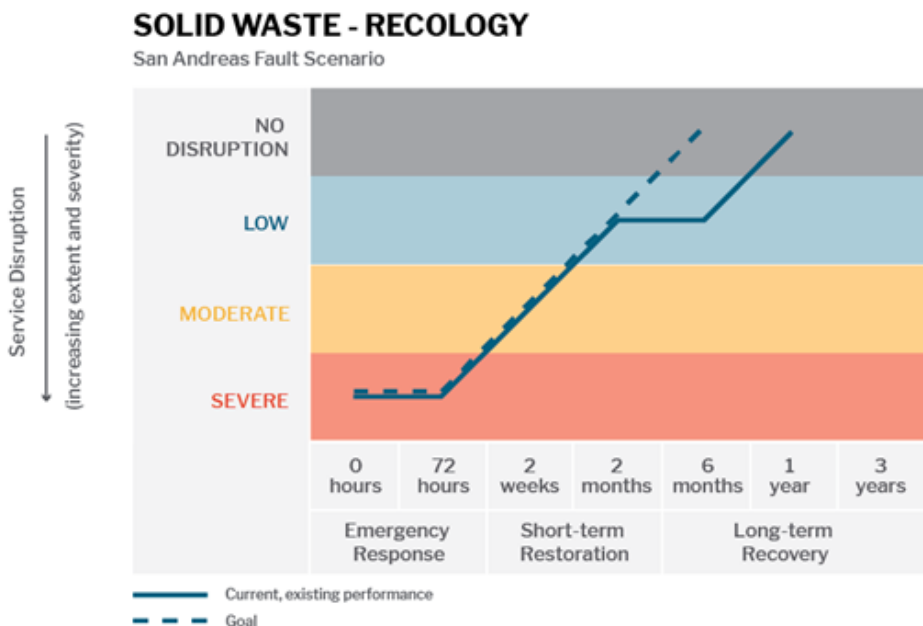 SOLID WASTE - RECOLOGY
San Andreas Fault Scenario
Service Disruption
(increasing extent and severity)
NO
DISRUPTION
LOW
MODERATE
SEVERE
0
hours
72
hours
2
weeks
2
months
6
months
1
year
3
years
Emergency
Response
Short-term
Restoration
Long-term
Recovery
Current, existing performance
Goal